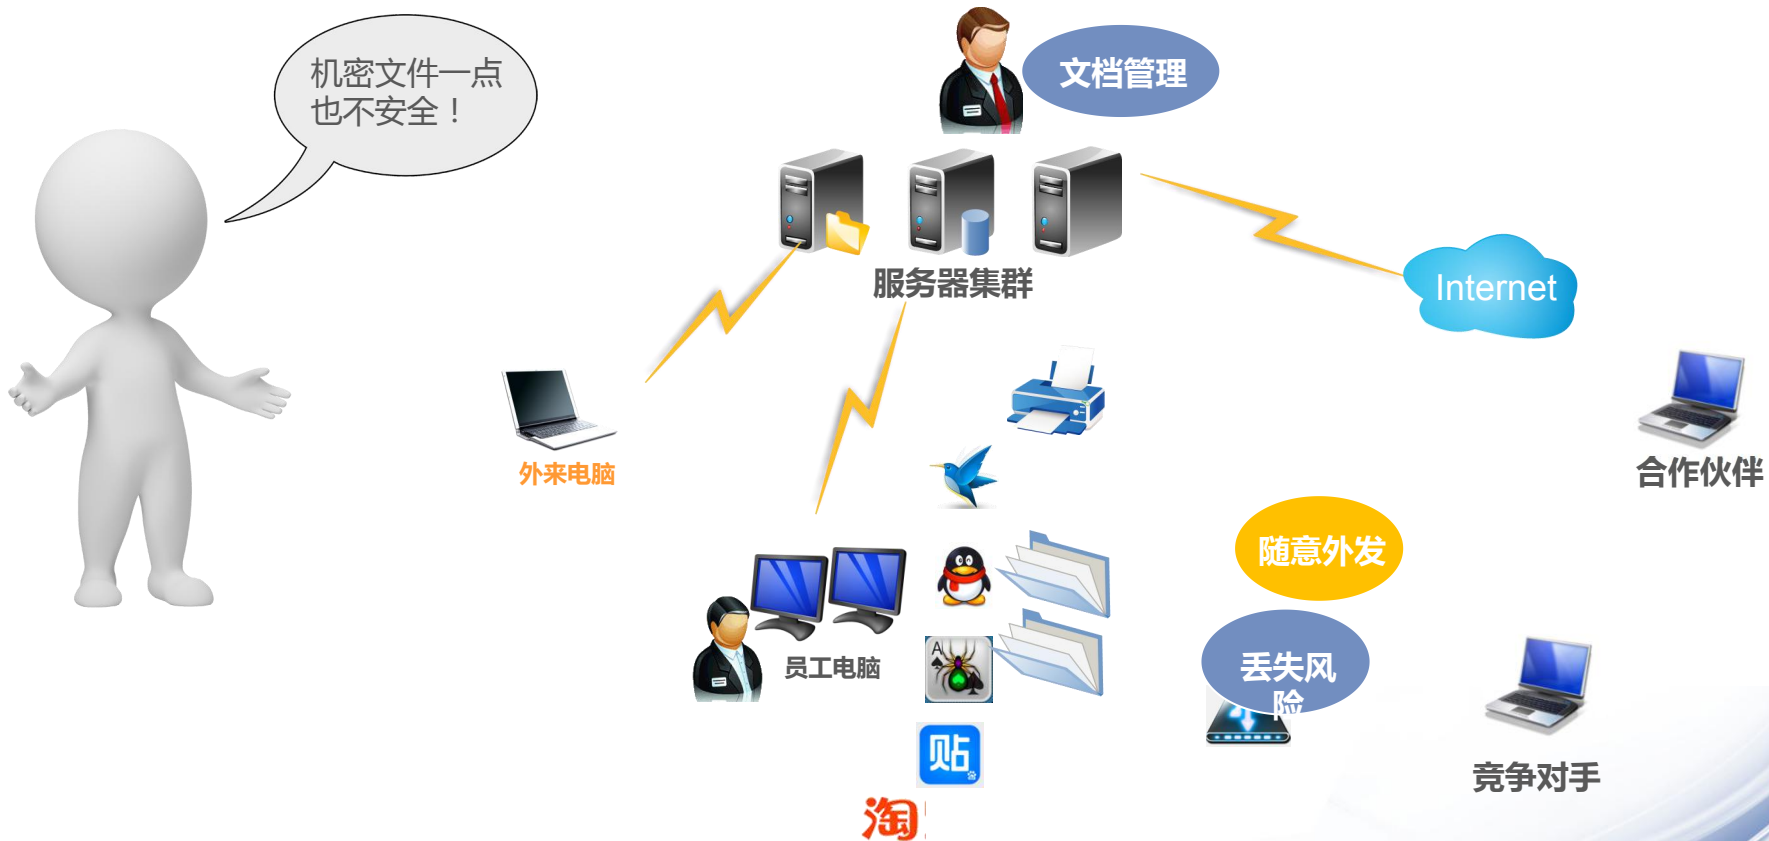 机密文件一点
也不安全！
文档管理
服务器集群
Internet
外来电脑
合作伙伴
随意外发
员工电脑
A
丢失风
险
贴
竞争对手
淘